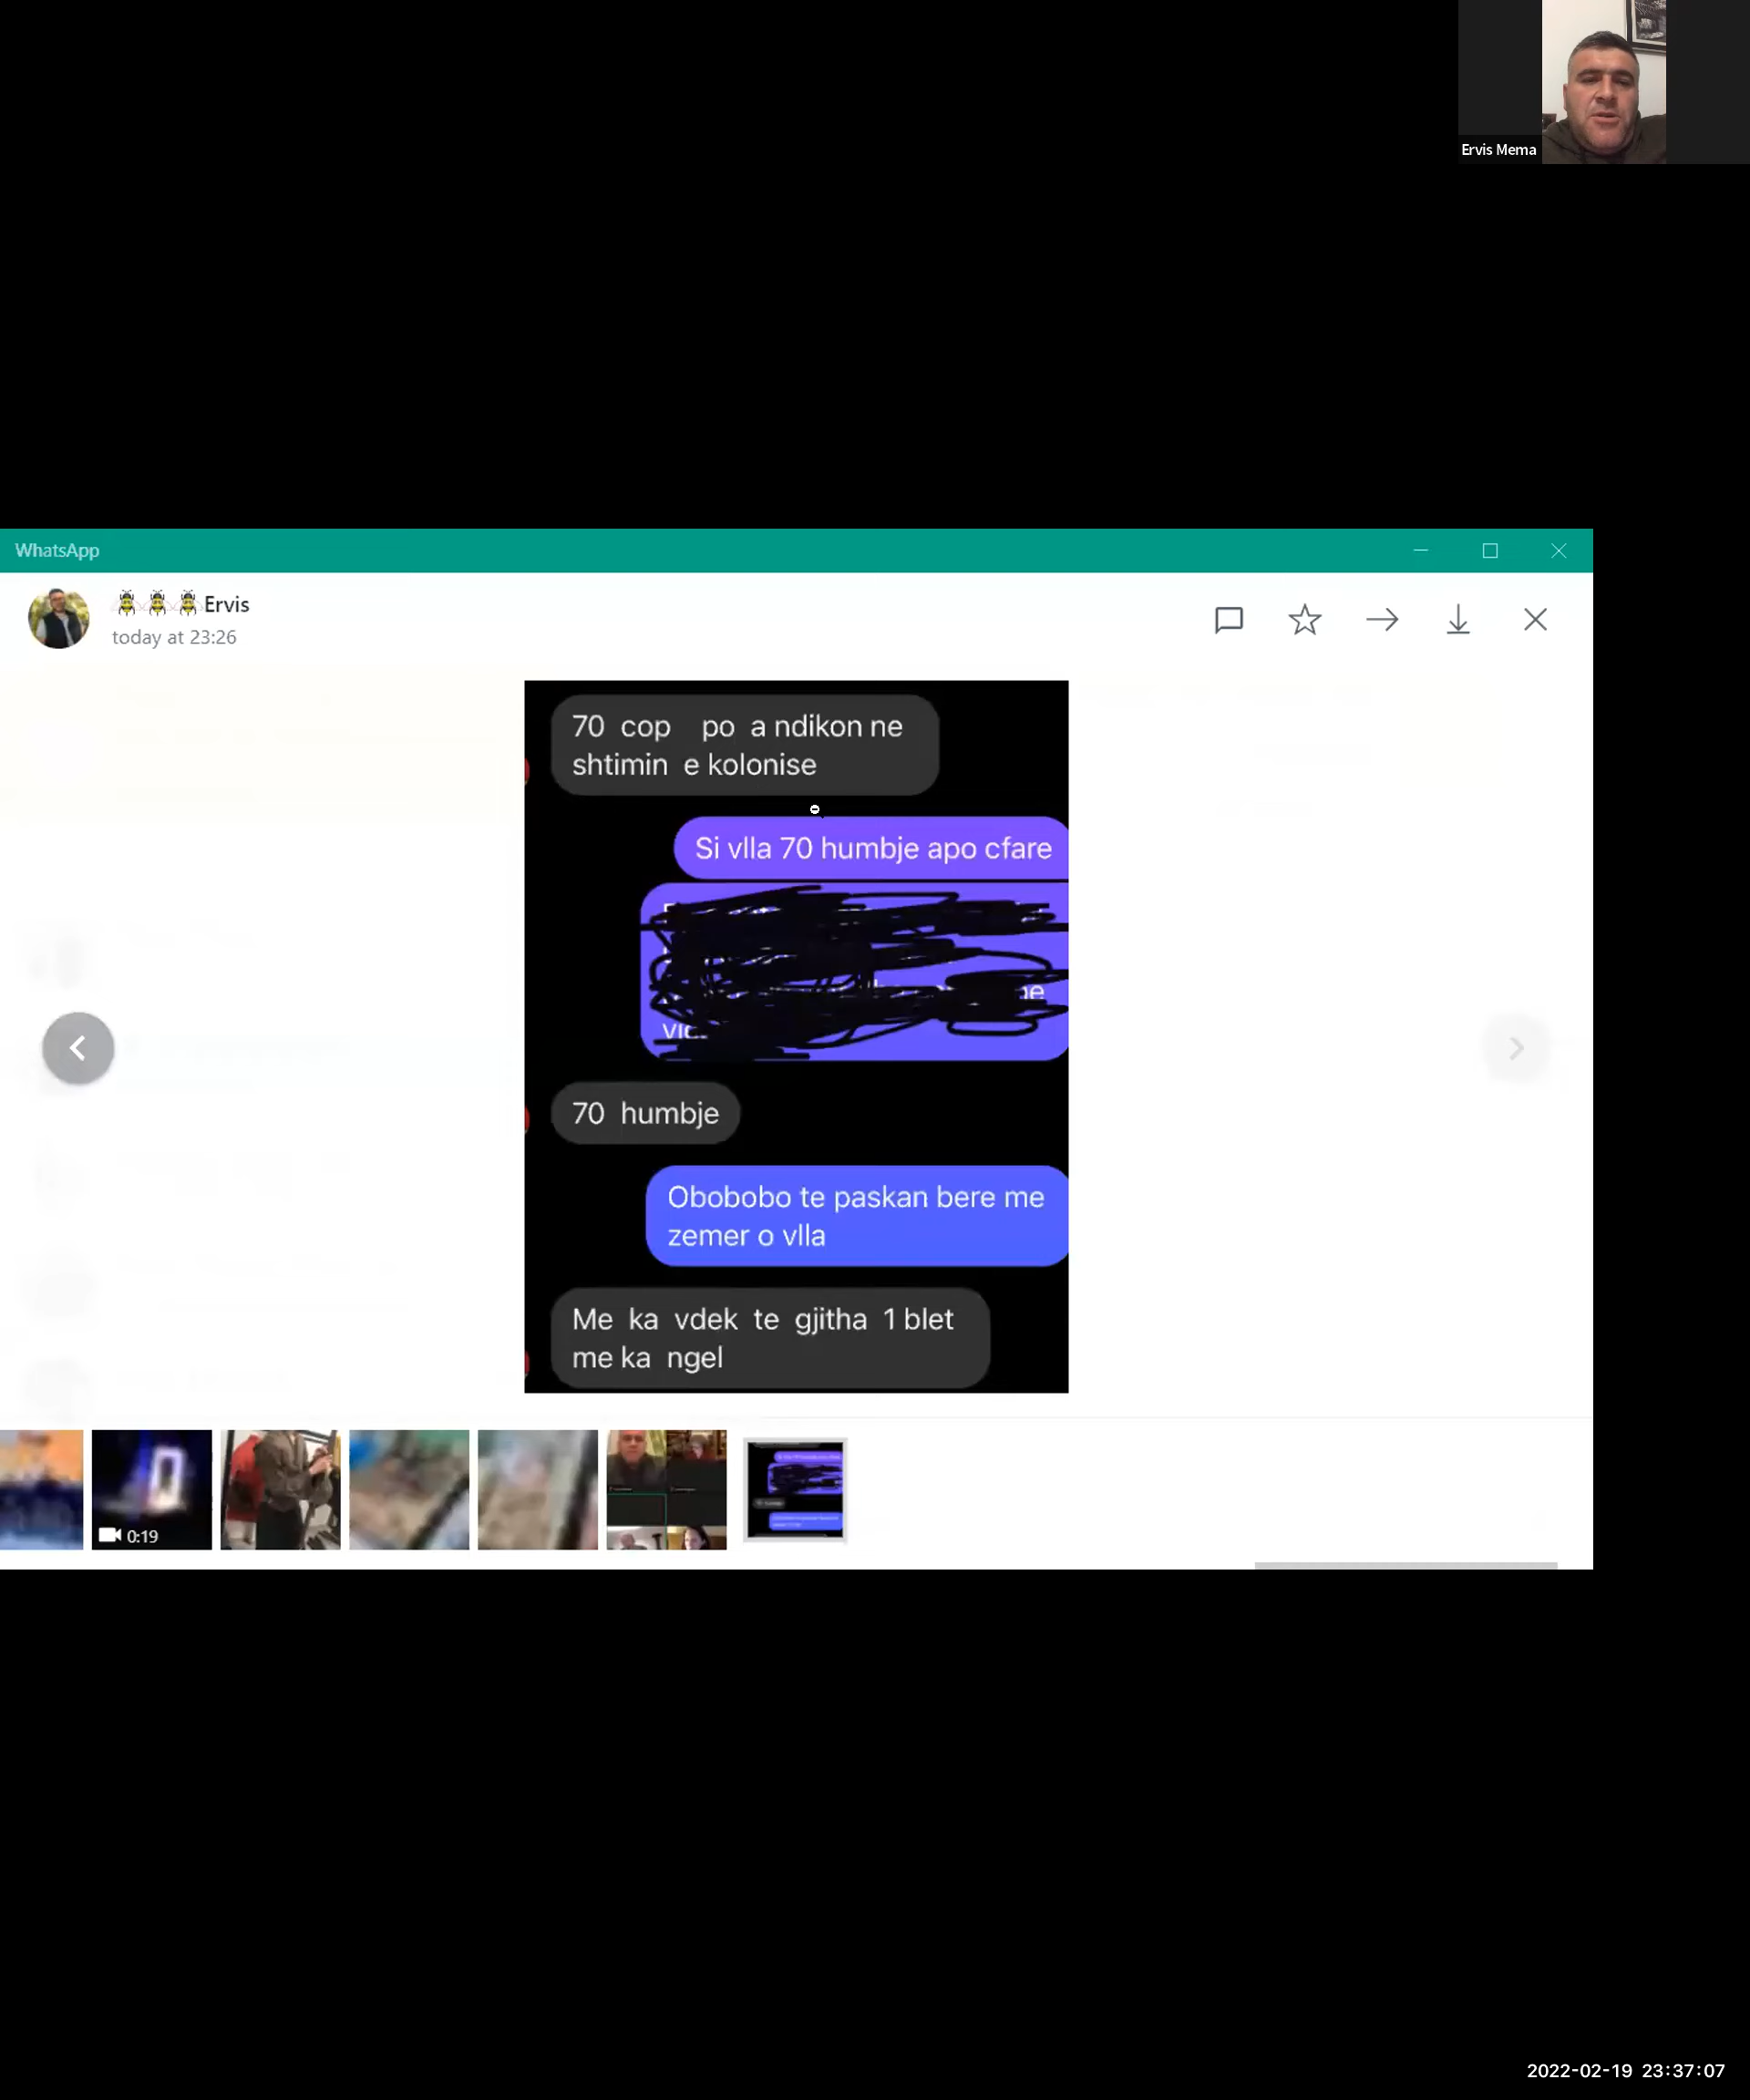 Ervis Mema
WhatsApp
Ervis
today at 23:26
70 cop po a ndikon ne
shtimin e kolonise
Si vlla 70 humbje apo cfare
70 humbje
Obobobo te paskan bere me
zemer o vlla
Me ka vdek te gjitha 1 blet
me ka ngel
0:19
2022-02-19 23:37:07